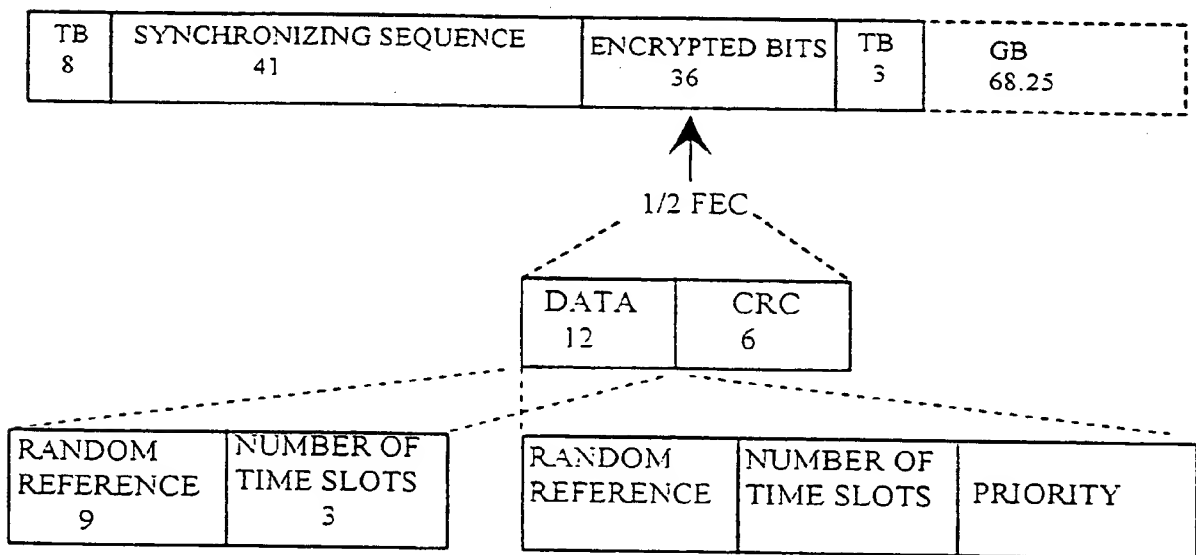 TB
8
SYNCHRONIZING SEQUENCE
41
ENCRYPTED BITS
36
TB
3
GB
68.25
1/2 FEC
DATA
12
CRC
6
RANDOM
REFERENCE
9
NUMBER OF
TIME SLOTS
3
RANDOM
REFERENCE
NUMBER OF
TIME SLOTS
PRIORITY